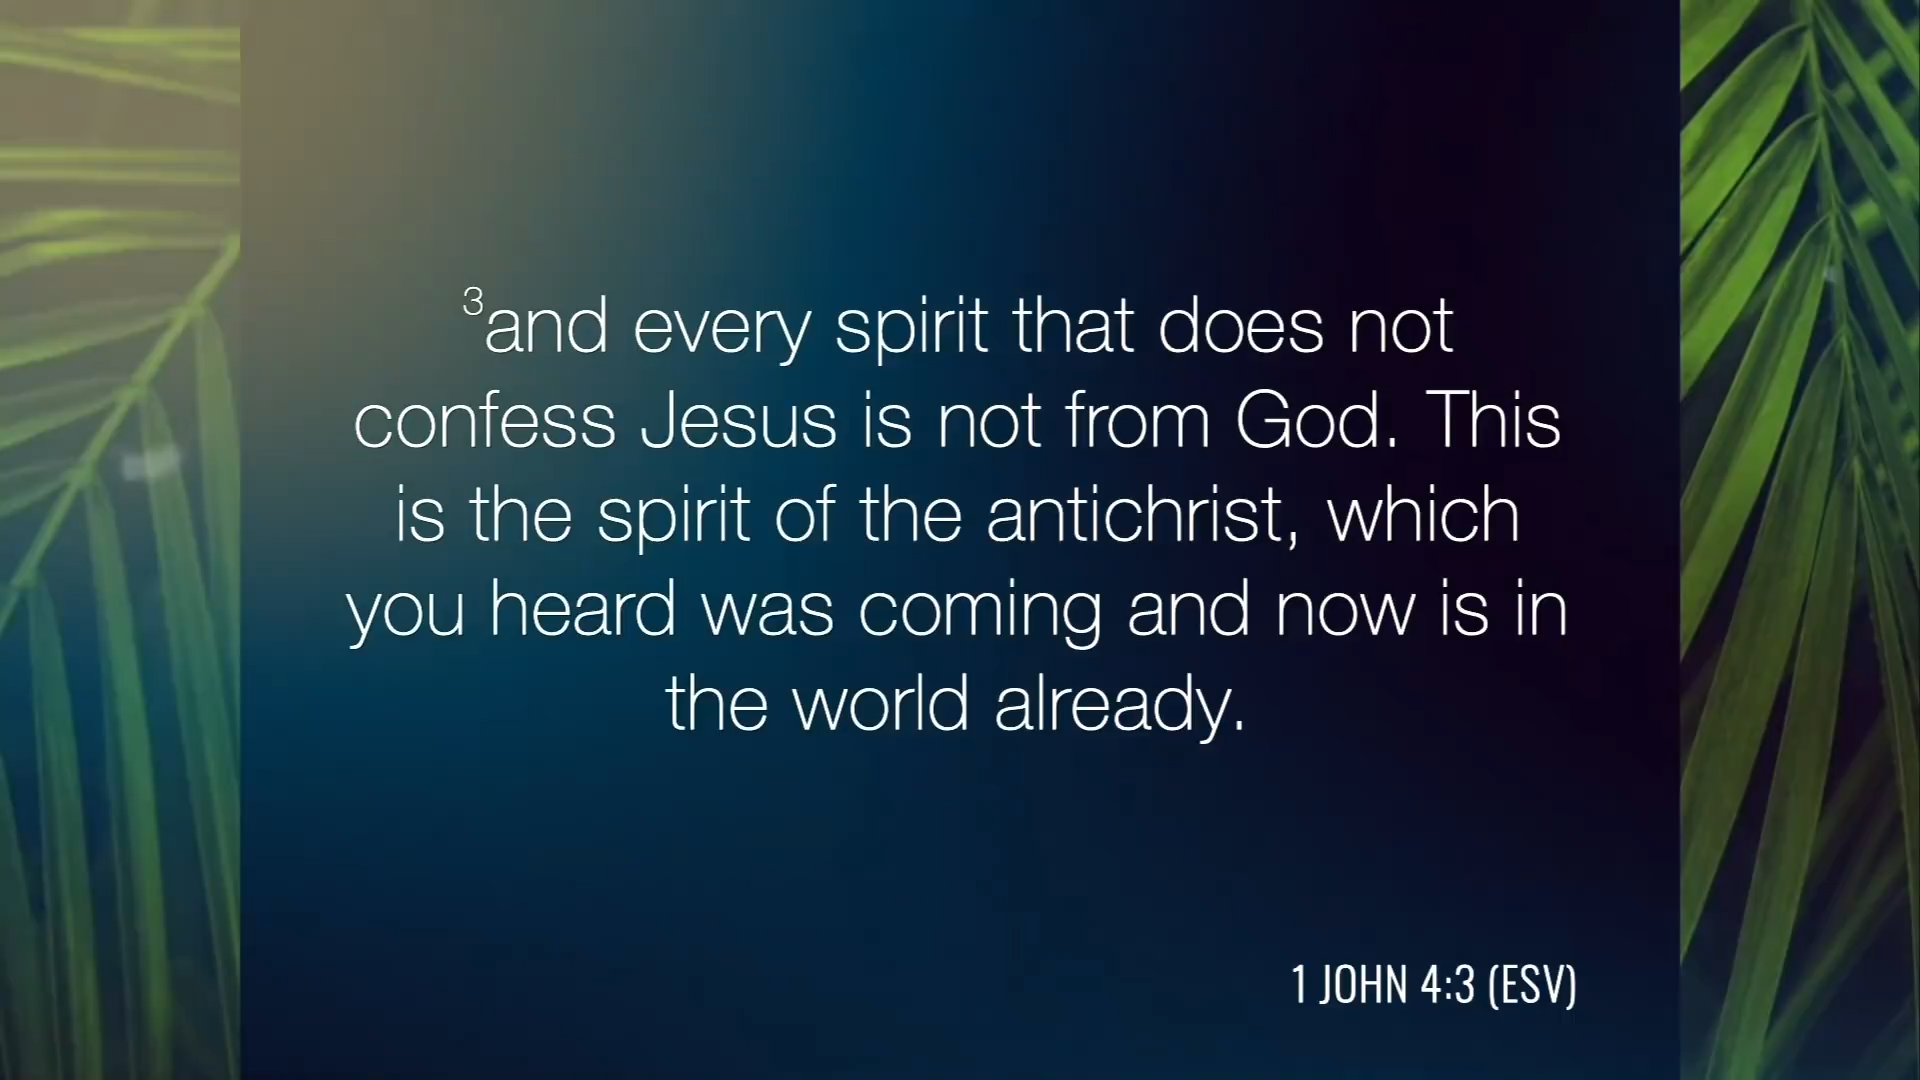 ³and every spirit that does not
confess Jesus is not from God. This
is the spirit of the antichrist, which
you heard was coming and now is in
the world already.
1 JOHN 4:3 (ESV)